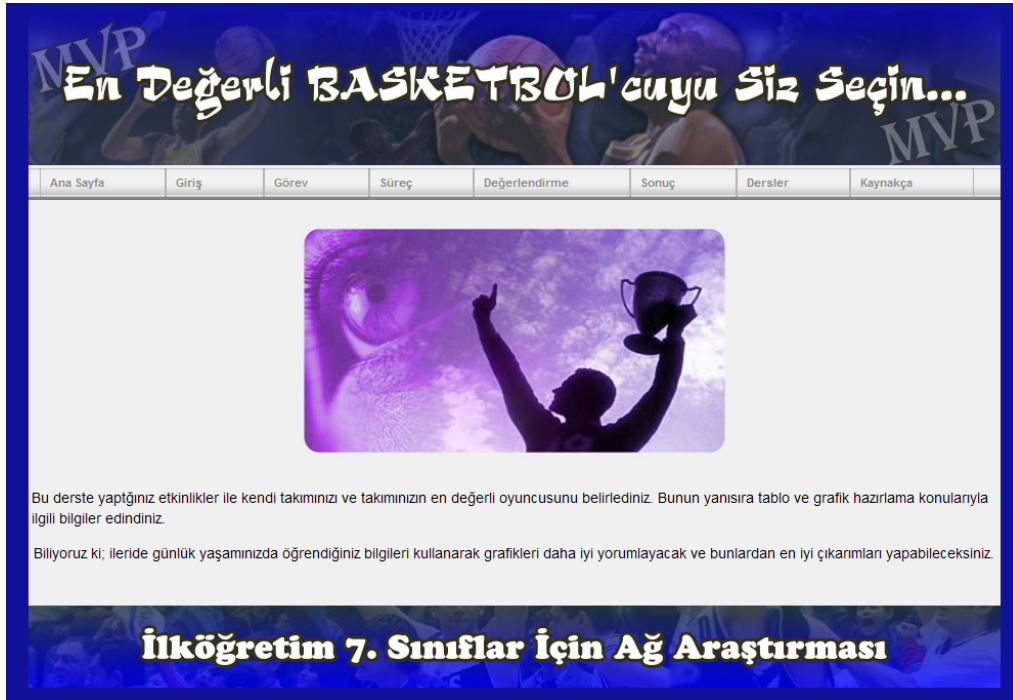 MVP
En Değerli BASKETBOL'cuyu Siz Seçin...
MVP
Ana Sayfa Giriş Görev Süreç Değerlendirme Sonuç Dersler Kaynakça
Bu derste yaptğınız etkinlikler ile kendi takımınızı ve takımınızın en değerli oyuncusunu belirlediniz. Bunun yanısıra tablo ve grafik hazırlama konularıyla
ilgili bilgiler edindiniz.
Biliyoruz ki; ileride günlük yaşamınızda öğrendiğiniz bilgileri kullanarak grafikleri daha iyi yorumlayacak ve bunlardan en iyi çıkarımları yapabileceksiniz.
İlköğretim 7. Sınıflar İçin Ağ Araştırması